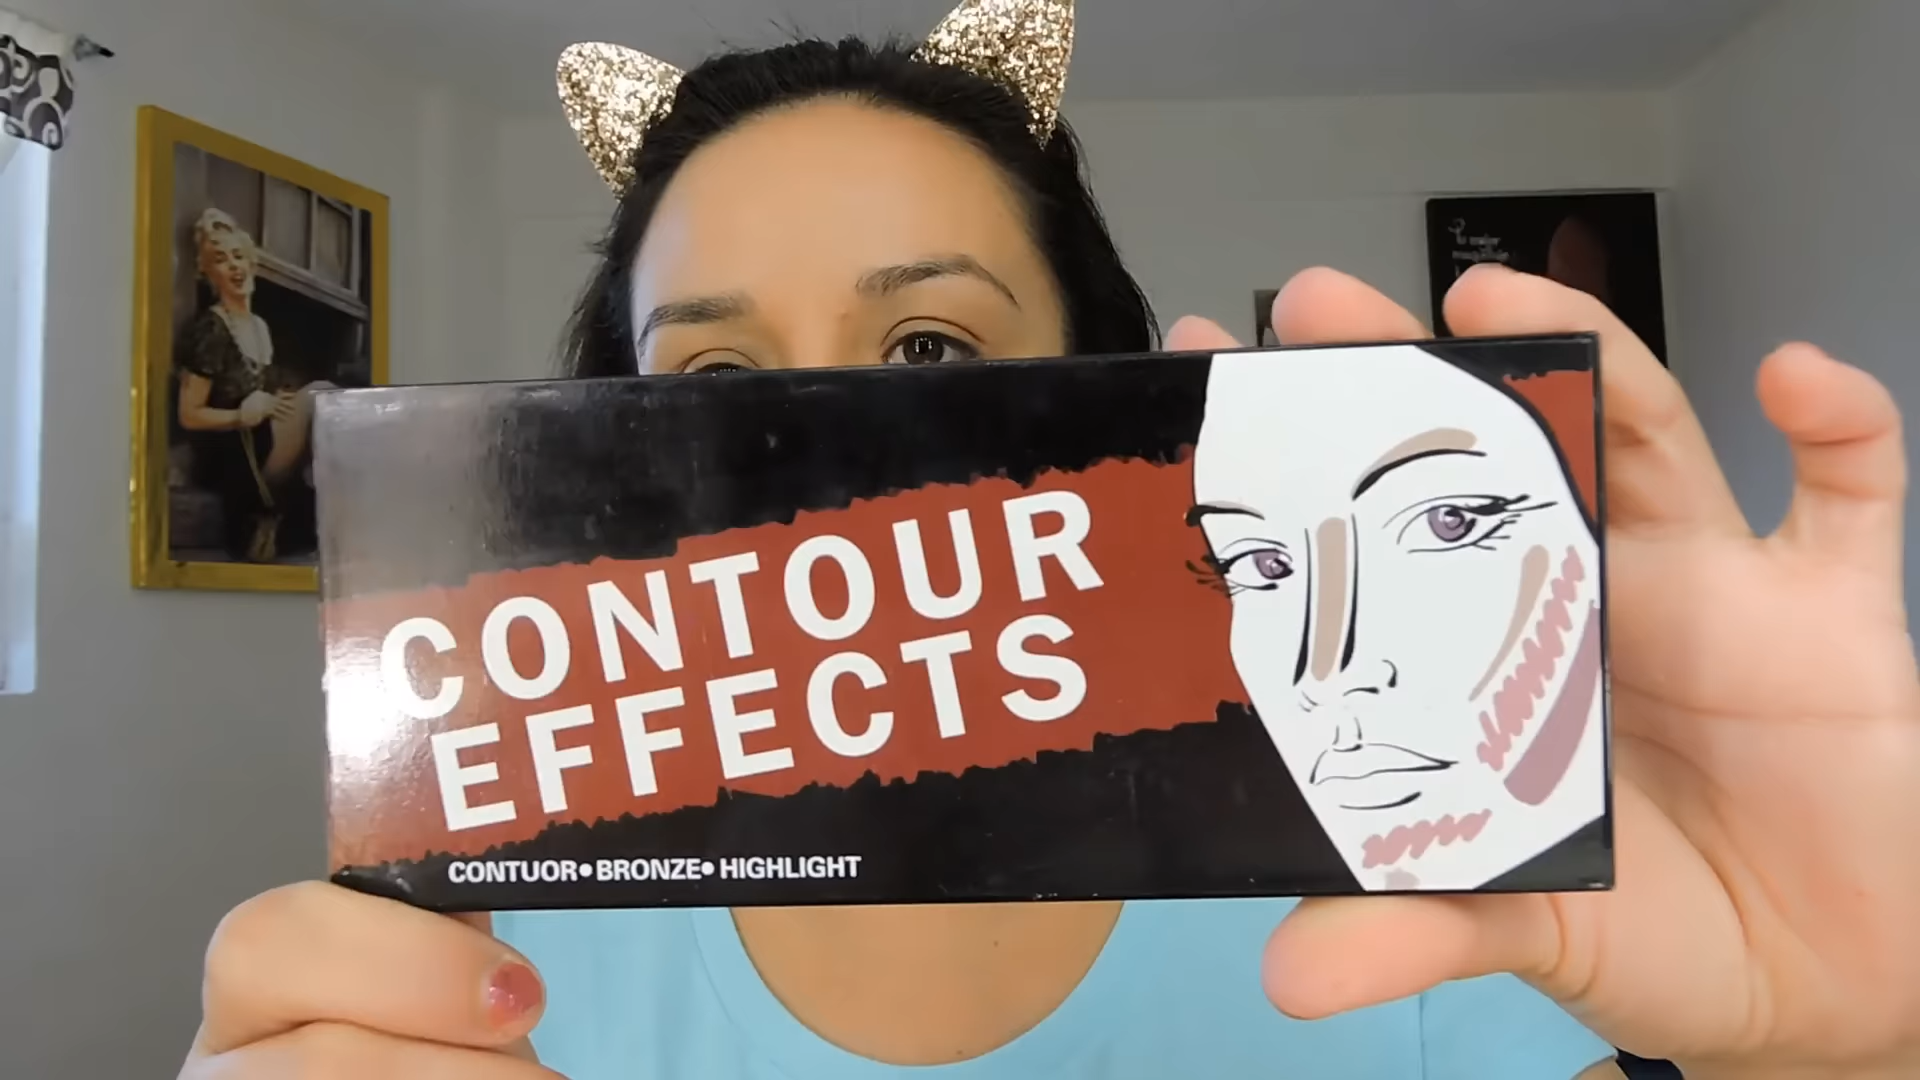 CONTOUR
EFFECTS
CONTUOR• BRONZE• HIGHLIGHT